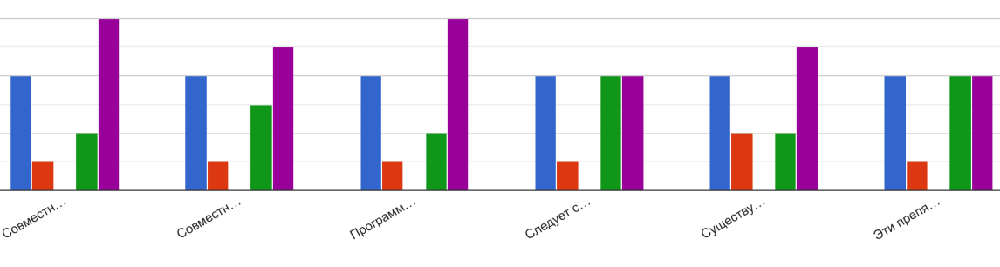 Совместн…
Совместн…
Программ…
Следует с…
Существу…
Эти препя…